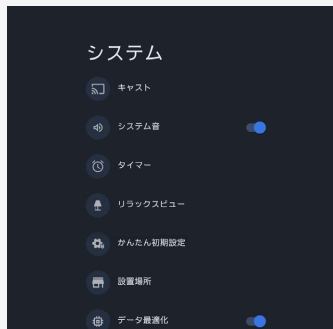 システム
キャスト
システム音
タイマー
リラックスビュー
かんたん初期設定
設置場所
データ最適化